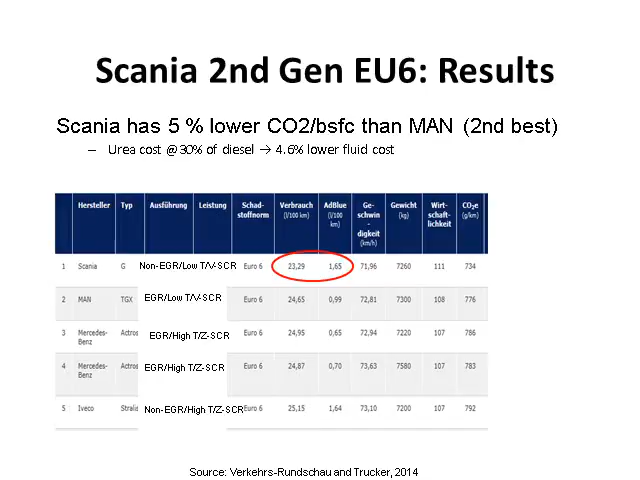 Scania 2nd Gen EU6: Results
Scania has 5 % lower CO2/bsfc than MAN (2nd best)
– Urea cost @30% of diesel → 4.6% lower fluid cost
Hersteller Typ Ausführung Leistung Schad-stoffnorm Verbrauch (l/100 km) AdBlue (l/100 km) Ge-schwin-digkeit (km/h) Gewicht (kg) Wirt-schaft-lichkeit CO₂e (g/km)
1 Scania G Non-EGR/Low T/V-SCR Euro 6 23,29 1,65 71,96 7260 111 734
2 MAN TGX EGR/Low T/V-SCR Euro 6 24,65 0,99 72,81 7300 108 776
3 Mercedes-Benz Actros EGR/High T/Z-SCR Euro 6 24,95 0,65 72,94 7220 107 786
4 Mercedes-Benz Actros EGR/High T/Z-SCR Euro 6 24,87 0,70 73,63 7580 107 783
5 Iveco Stralis Non-EGR/High T/Z-SCR Euro 6 25,15 1,64 73,10 7200 107 792
Source: Verkehrs-Rundschau and Trucker, 2014